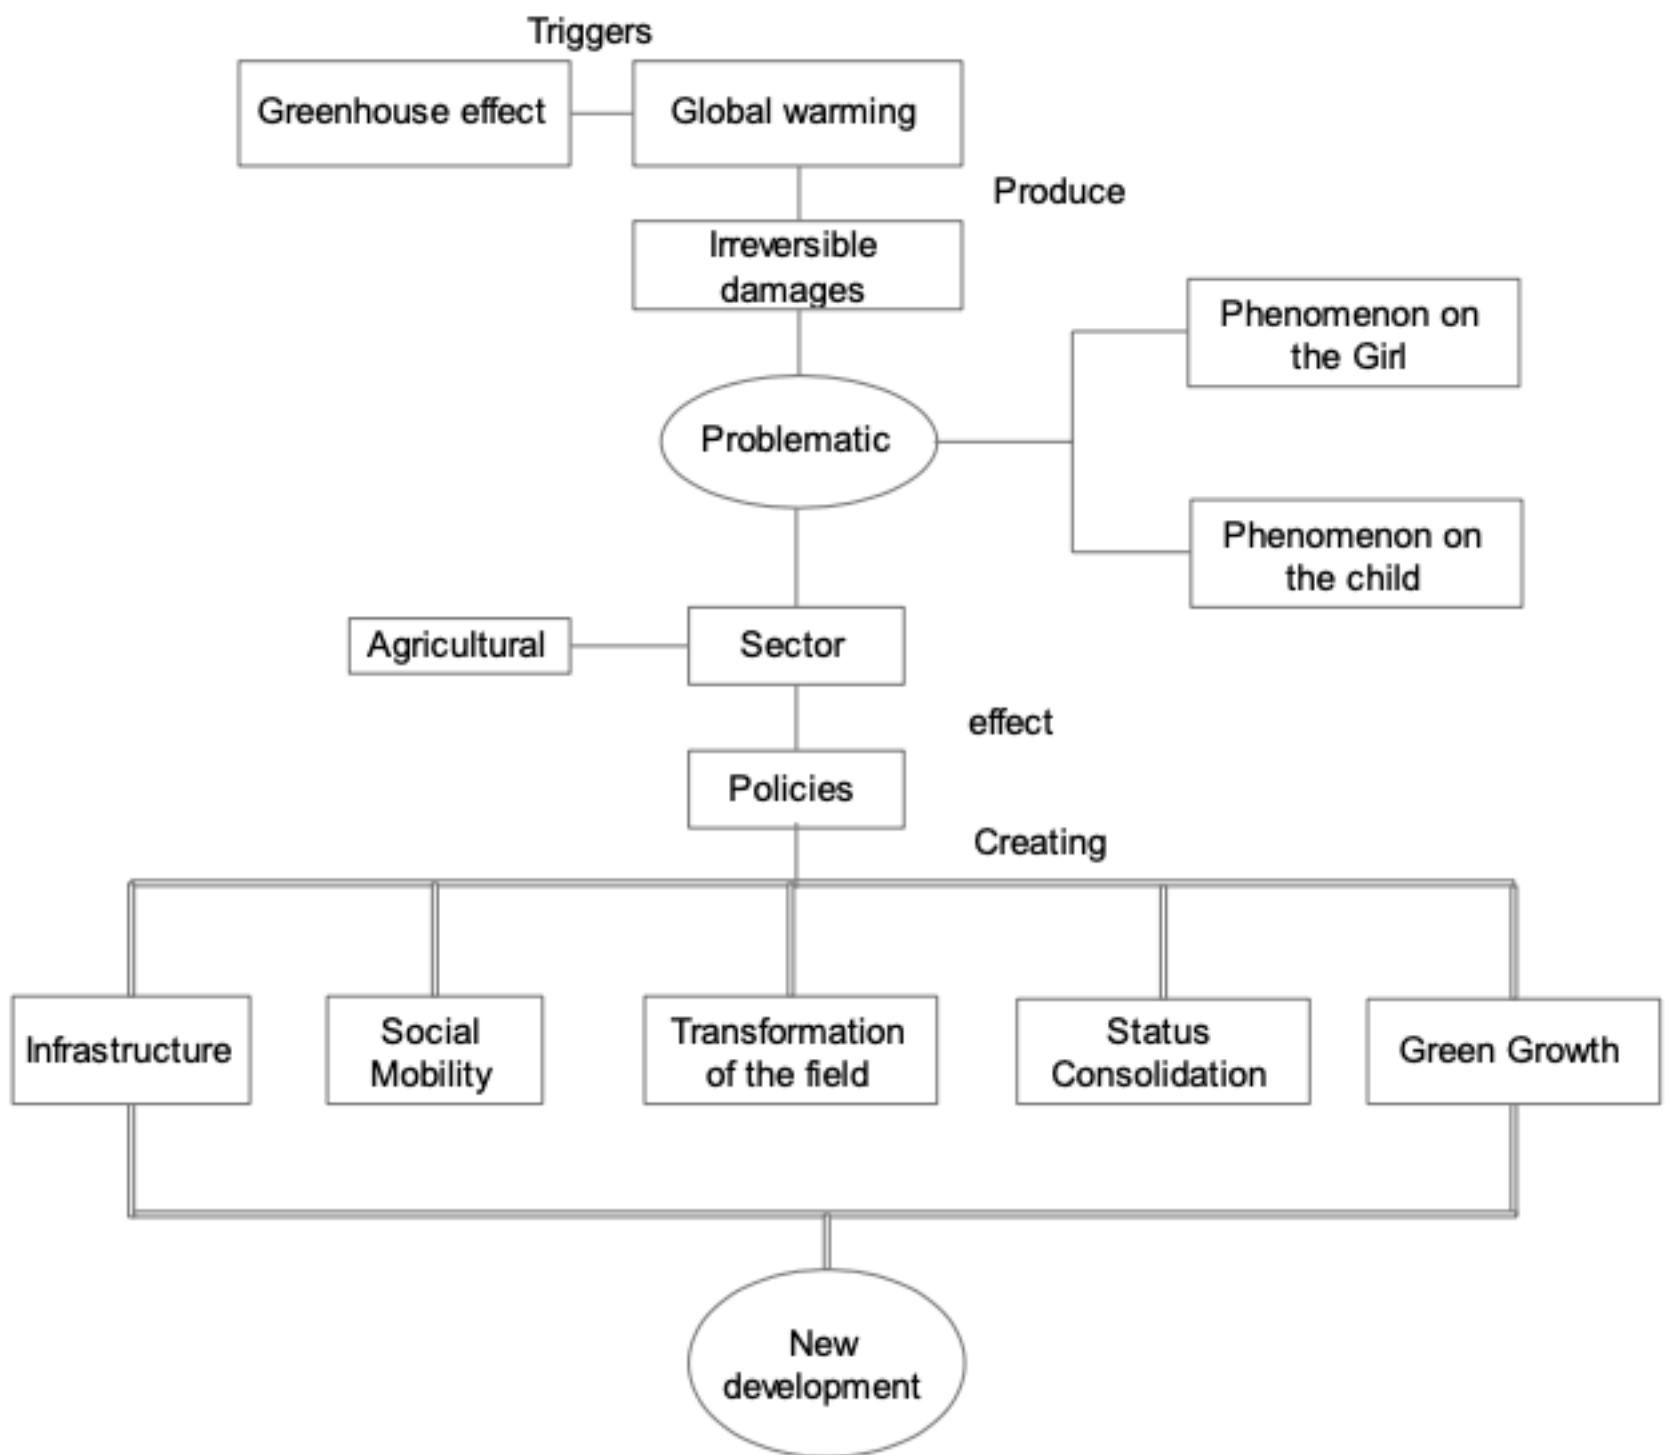 Triggers
Greenhouse effect
Global warming
Produce
Irreversible
damages
Phenomenon on
the Girl
Problematic
Phenomenon on
the child
Agricultural
Sector
effect
Policies
Creating
Infrastructure
Social
Mobility
Transformation
of the field
Status
Consolidation
Green Growth
New
development